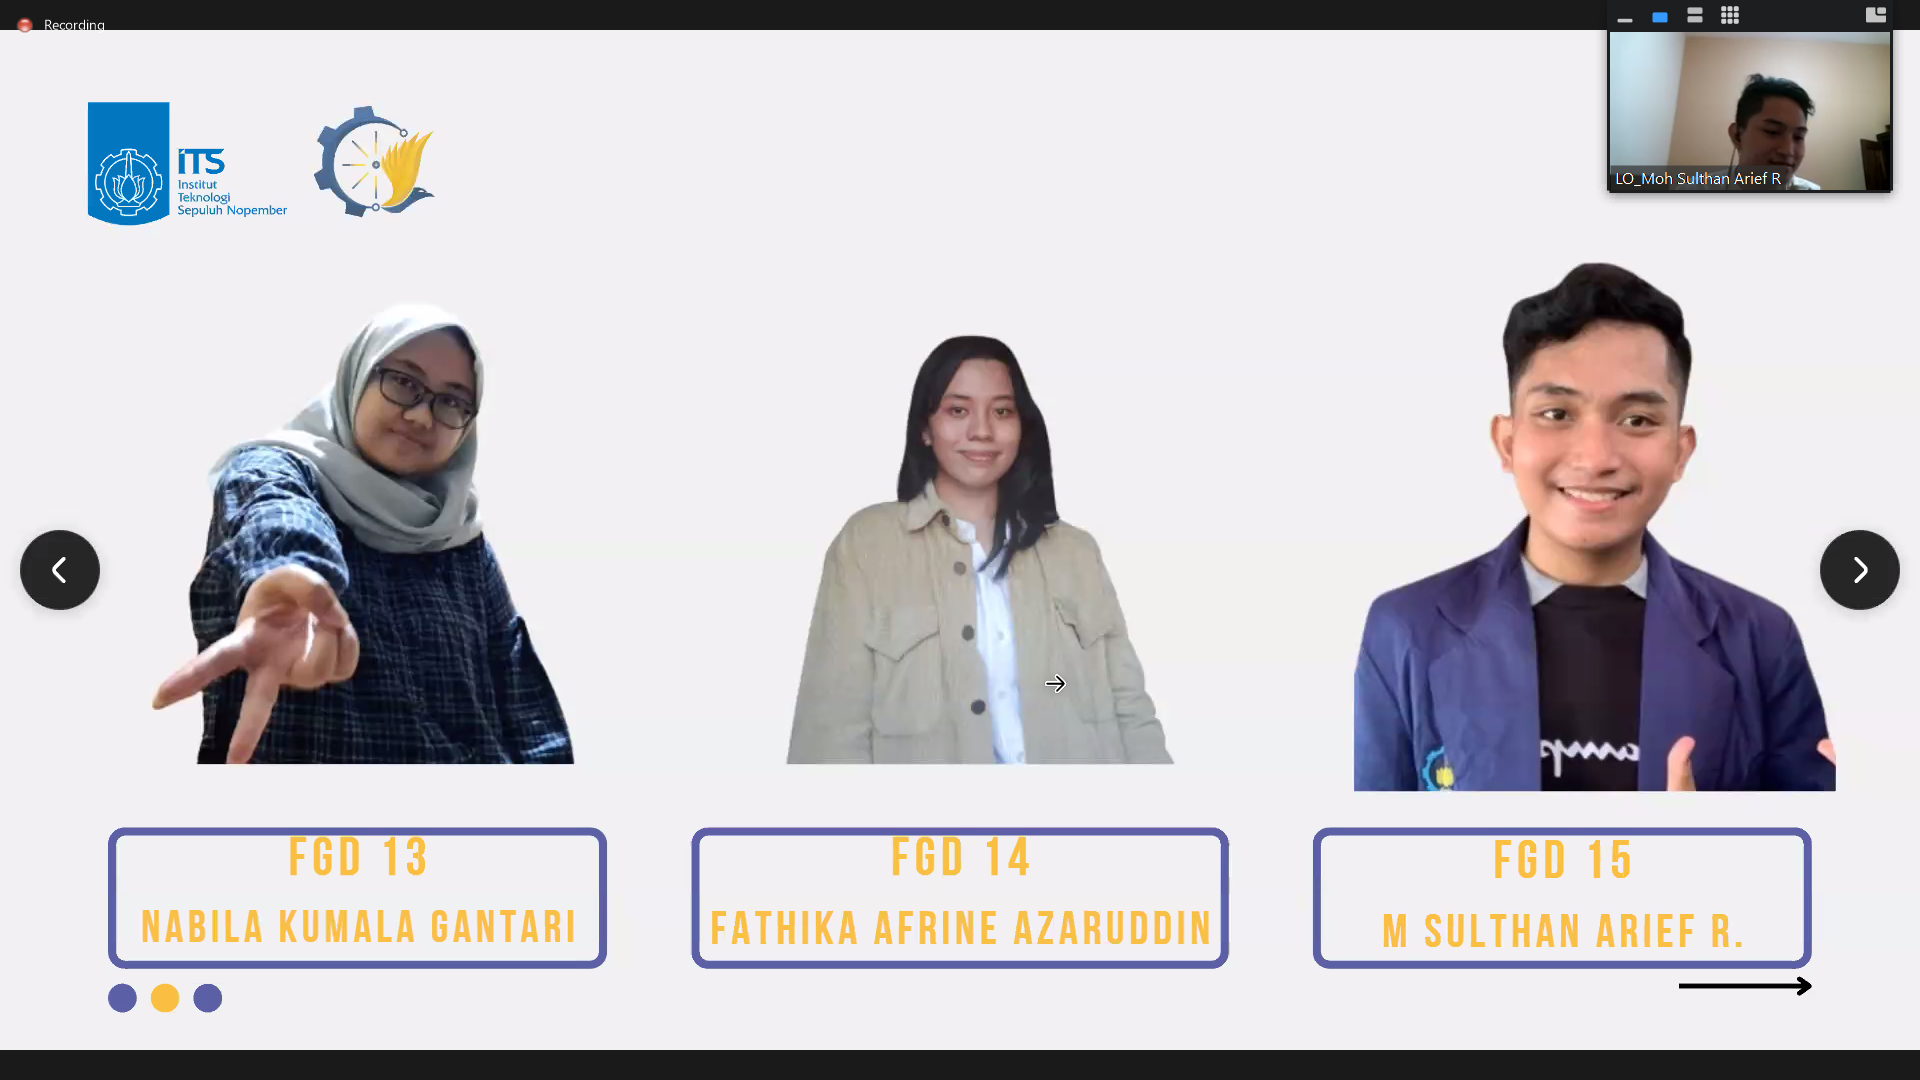 Recording
LO_Moh Sulthan Arief R
iTS
Institut
Teknologi
Sepuluh Nopember
FGD 13
NABILA KUMALA GANTARI
FGD 14
FATHIKA AFRINE AZARUDDIN
FGD 15
M SULTHAN ARIEF R.